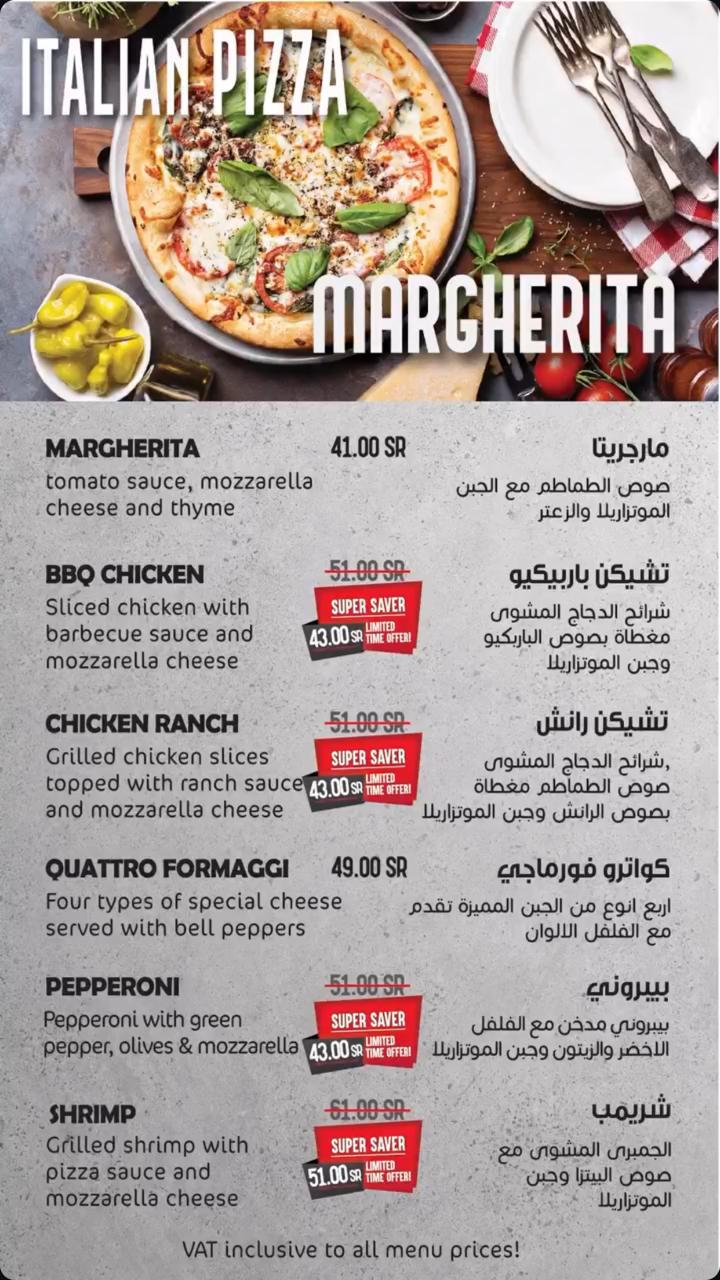 ITALIAN PIZZA
MARGHERITA
MARGHERITA 41.00 SR مارجريتا
tomato sauce, mozzarella
cheese and thyme
صوص الطماطم مع الجبن
الموتزاريلا والزعتر
BBQ CHICKEN 51.00 SR تشيكن باربيكيو
Sliced chicken with
barbecue sauce and
mozzarella cheese
SUPER SAVER
43.00 SR LIMITED
TIME OFFER!
شرائح الدجاج المشوى
مغطاة بصوص الباربكيو
وجبن الموتزاريلا
CHICKEN RANCH 51.00 SR تشيكن رانش
Grilled chicken slices
topped with ranch sauce
and mozzarella cheese
SUPER SAVER
43.00 SR LIMITED
TIME OFFER!
شرائح الدجاج المشوى,
صوص الطماطم مغطاة
بصوص الرانش وجبن الموتزاريلا
QUATTRO FORMAGGI 49.00 SR كواترو فورماجي
Four types of special cheese
served with bell peppers
اربع انوع من الجبن المميزة تقدم
مع الفلفل الالوان
PEPPERONI 51.00 SR بيبروني
Pepperoni with green
pepper, olives & mozzarella
SUPER SAVER
43.00 SR LIMITED
TIME OFFER!
بيبروني مدخن مع الفلفل
الاخضر والزيتون وجبن الموتزاريلا
SHRIMP 61.00 SR شريمب
Grilled shrimp with
pizza sauce and
mozzarella cheese
SUPER SAVER
51.00 SR LIMITED
TIME OFFER!
الجمبرى المشوى مع
صوص البيتزا وجبن
الموتزاريلا
VAT inclusive to all menu prices!